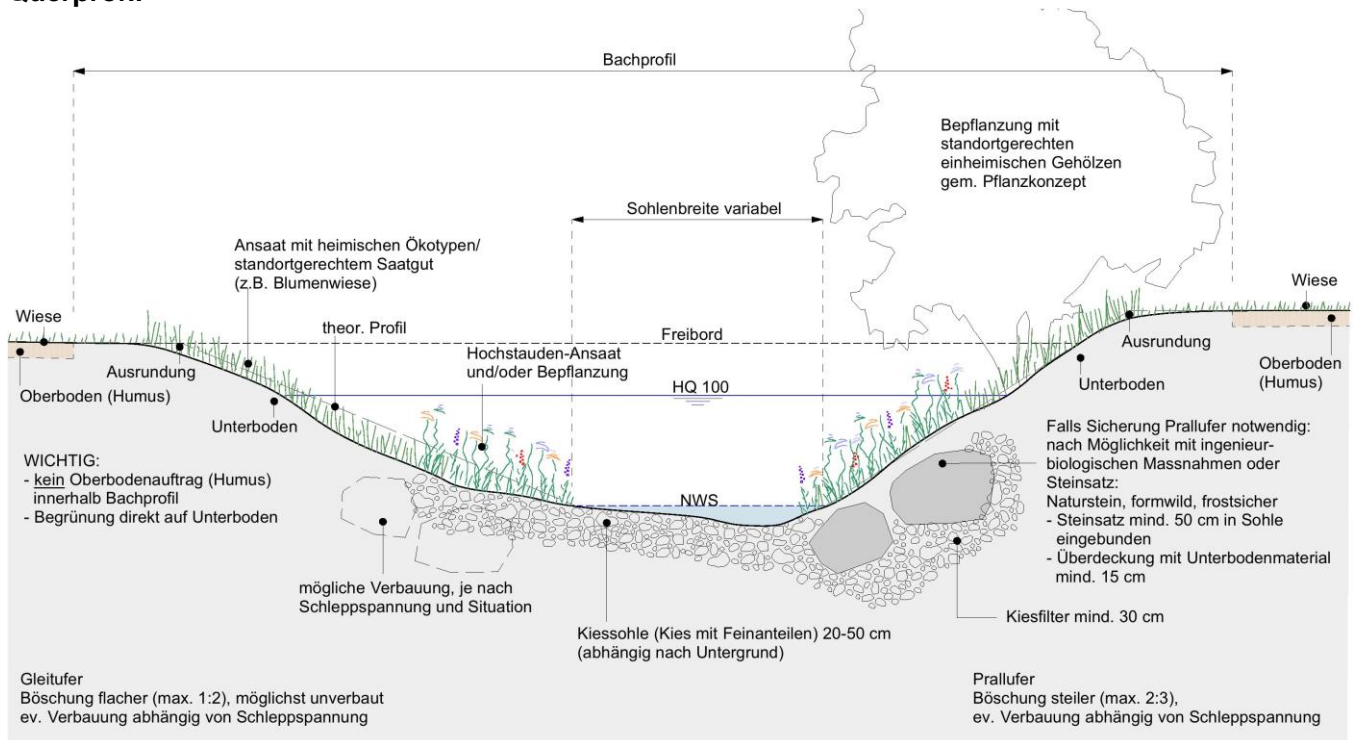 Querprofil
Bachprofil
Bepflanzung mit
standortgerechten
einheimischen Gehölzen
gem. Pflanzkonzept
Sohlenbreite variabel
Ansaat mit heimischen Ökotypen/
standortgerechtem Saatgut
(z.B. Blumenwiese)
Wiese
Wiese
theor. Profil
Freibord
Ausrundung
Ausrundung
Hochstauden-Ansaat
und/oder Bepflanzung
Oberboden
(Humus)
Oberboden (Humus)
HQ 100
Unterboden
Unterboden
WICHTIG:
- kein Oberbodenauftrag (Humus)
innerhalb Bachprofil
- Begrünung direkt auf Unterboden
NWS
Falls Sicherung Prallufer notwendig:
nach Möglichkeit mit ingenieur-
biologischen Massnahmen oder
Steinsatz:
Naturstein, formwild, frostsicher
- Steinsatz mind. 50 cm in Sohle
eingebunden
- Überdeckung mit Unterbodenmaterial
mind. 15 cm
mögliche Verbauung, je nach
Schleppspannung und Situation
Kiesfilter mind. 30 cm
Kiessohle (Kies mit Feinanteilen) 20-50 cm
(abhängig nach Untergrund)
Gleitufer
Böschung flacher (max. 1:2), möglichst unverbaut
ev. Verbauung abhängig von Schleppspannung
Prallufer
Böschung steiler (max. 2:3),
ev. Verbauung abhängig von Schleppspannung